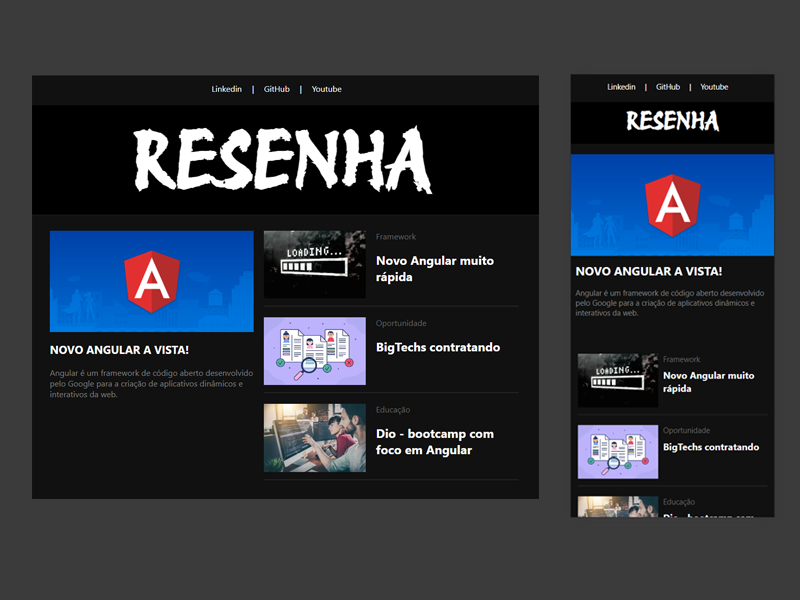 Linkedin | GitHub | Youtube
RESENHA
A
NOVO ANGULAR A VISTA!
Angular é um framework de código aberto desenvolvido
pelo Google para a criação de aplicativos dinâmicos e
interativos da web.
LOADING...
Framework
Novo Angular muito
rápida
Oportunidade
BigTechs contratando
Educação
Dio - bootcamp com
foco em Angular
Linkedin | GitHub | Youtube
RESENHA
A
NOVO ANGULAR A VISTA!
Angular é um framework de código aberto desenvolvido
pelo Google para a criação de aplicativos dinâmicos e
interativos da web.
LOADING...
Framework
Novo Angular muito
rápida
Oportunidade
BigTechs contratando
Educação
Dio - bootcamp com